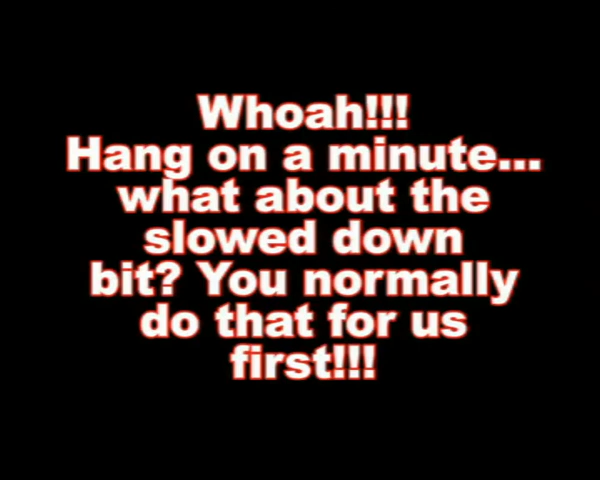 Whoah!!!
Hang on a minute...
what about the
slowed down
bit? You normally
do that for us
first!!!